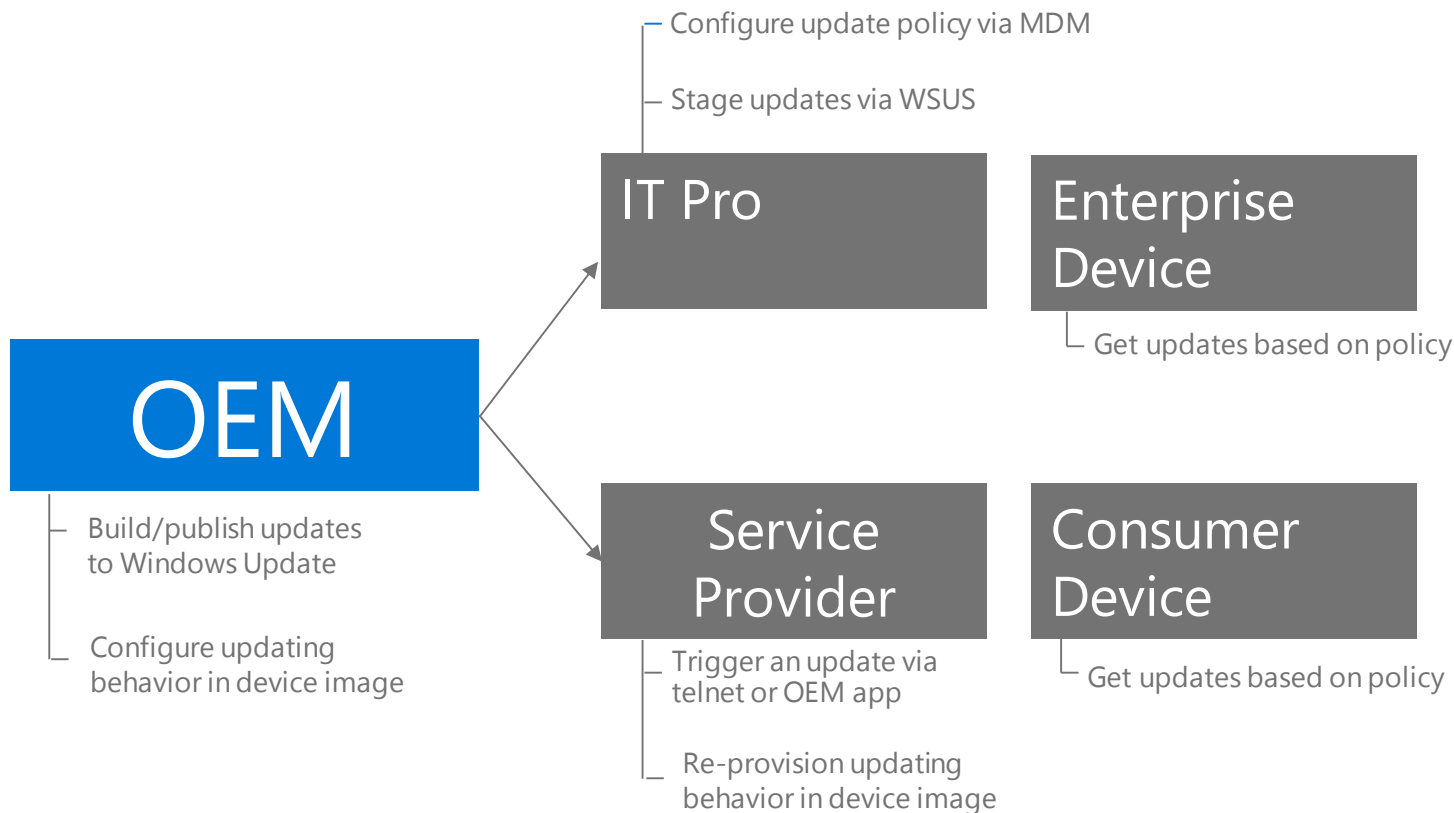 Configure update policy via MDM
Stage updates via WSUS
IT Pro
Enterprise
Device
Get updates based on policy
OEM
Build/publish updates
to Windows Update
Configure updating
behavior in device image
Service
Provider
Trigger an update via
telnet or OEM app
Re-provision updating
behavior in device image
Consumer
Device
Get updates based on policy